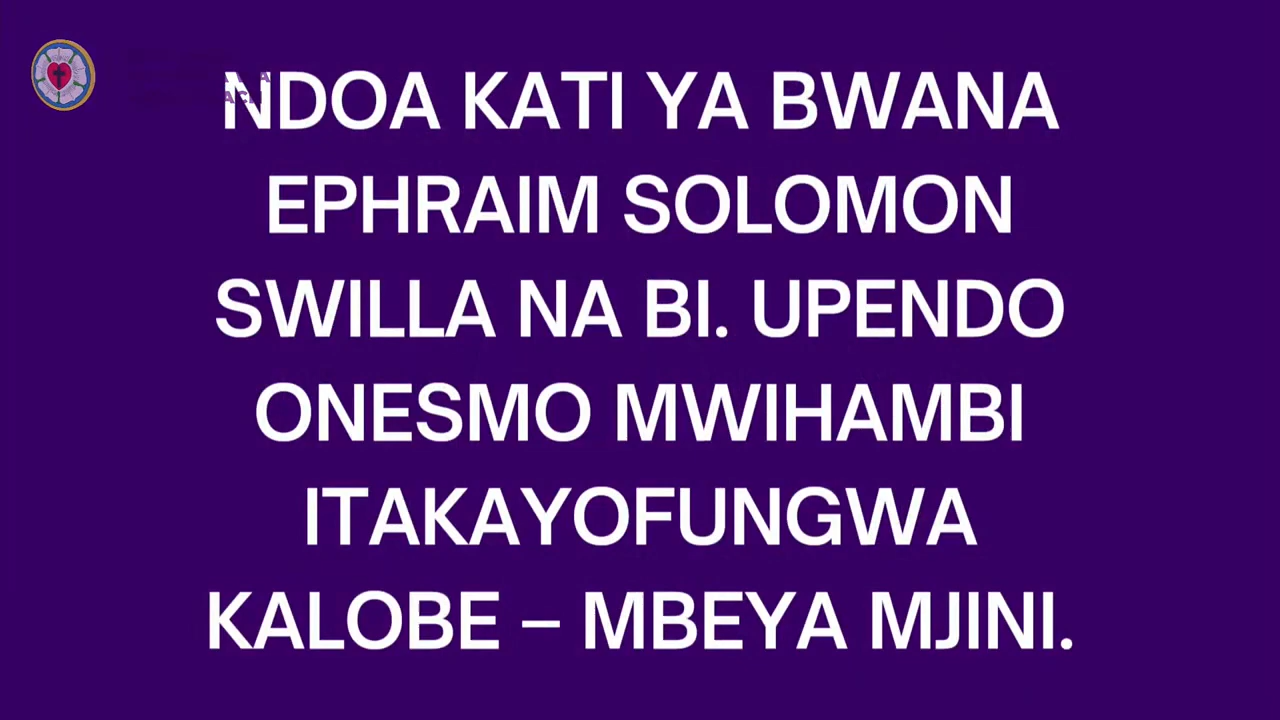 NDOA KATI YA BWANA
EPHRAIM SOLOMON
SWILLA NA BI. UPENDO
ONESMO MWIHAMBI
ITAKAYOFUNGWA
KALOBE – MBEYA MJINI.